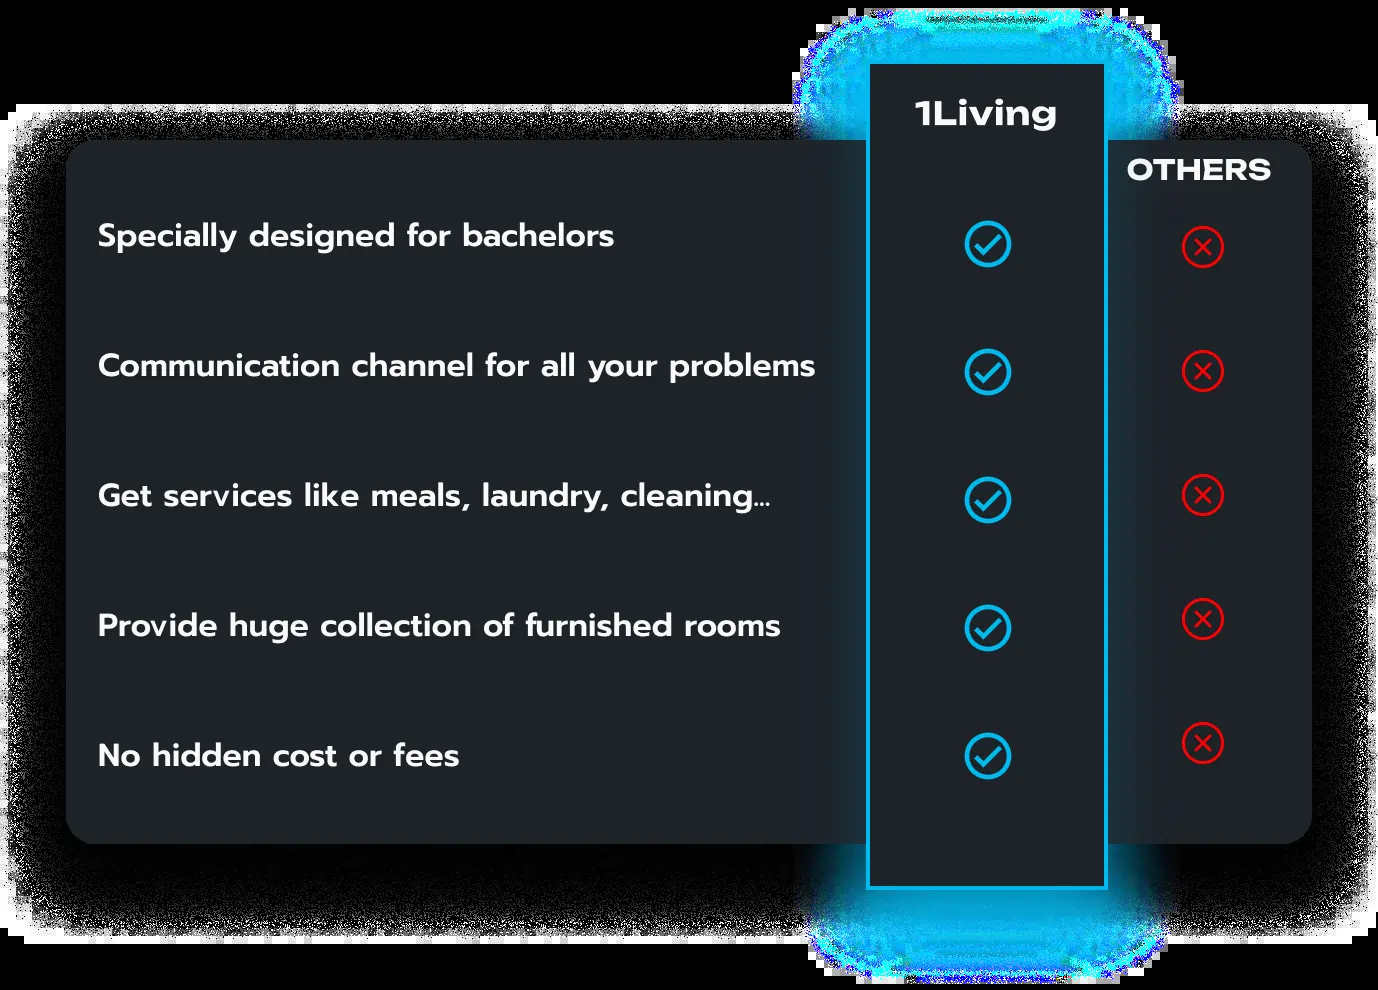 1Living
OTHERS
Specially designed for bachelors
Communication channel for all your problems
Get services like meals, laundry, cleaning...
Provide huge collection of furnished rooms
No hidden cost or fees